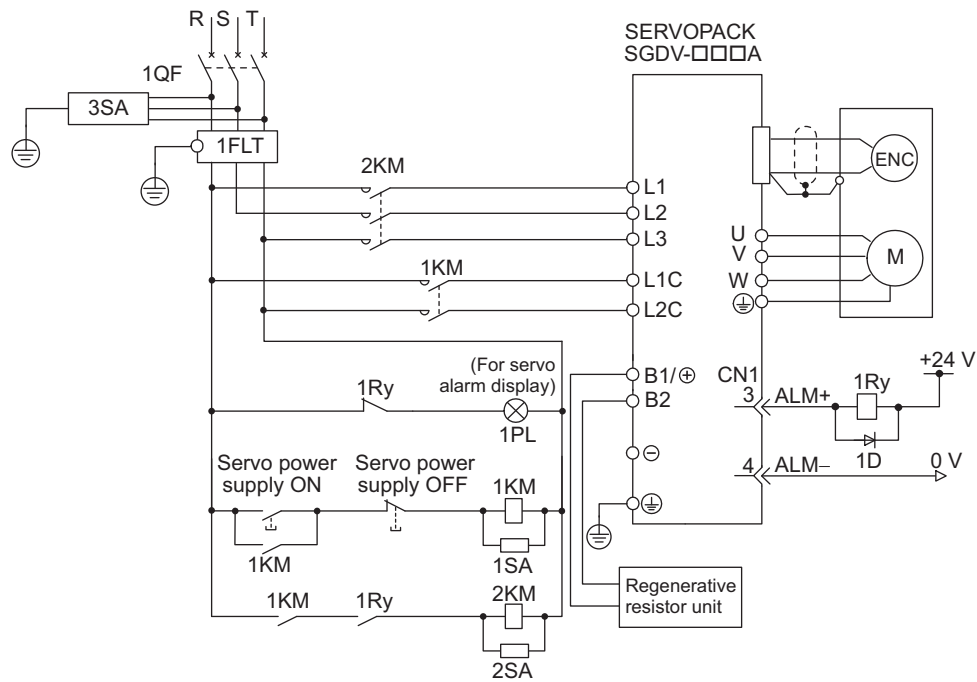 R S T
SERVOPACK
SGDV-□□□A
1QF
3SA
1FLT
ENC
2KM
L1
L2
L3
U
V
W
M
1KM
L1C
L2C
(For servo
alarm display)
1Ry
1PL
B1/⊕
B2
CN1
3
ALM+
1Ry
+24 V
1D
⊖
4
ALM−
0 V
Servo power
supply ON
Servo power
supply OFF
1KM
1KM
1SA
1KM
1Ry
2KM
2SA
Regenerative
resistor unit